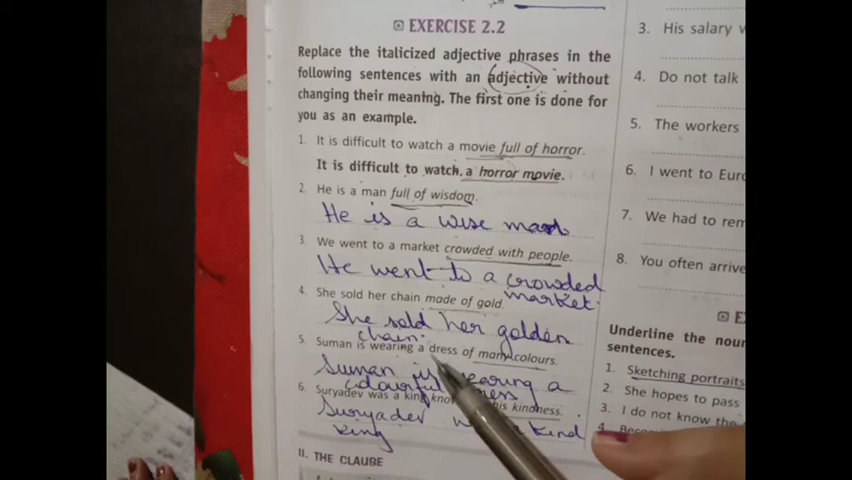 EXERCISE 2.2
Replace the italicized adjective phrases in the
following sentences with an adjective without
changing their meaning. The first one is done for
you as an example.
1. It is difficult to watch a movie full of horror.
It is difficult to watch a horror movie.
2. He is a man full of wisdom.
He is a wise man
3. We went to a market crowded with people.
He went to a crowded
market.
4. She sold her chain made of gold.
She sold her golden
chain.
5. Suman is wearing a dress of many colours.
Suman is wearing a
colourful
6. Suryadev was a king his kindness.
Suryadev kind
king
II. THE CLAUSE
3. His salary
4. Do not talk
5. The workers
6. I went to
7. We had to
8. You often
Underline the
sentences.
1. Sketching portraits
2. She hopes to pass
3. I do not know the
4.